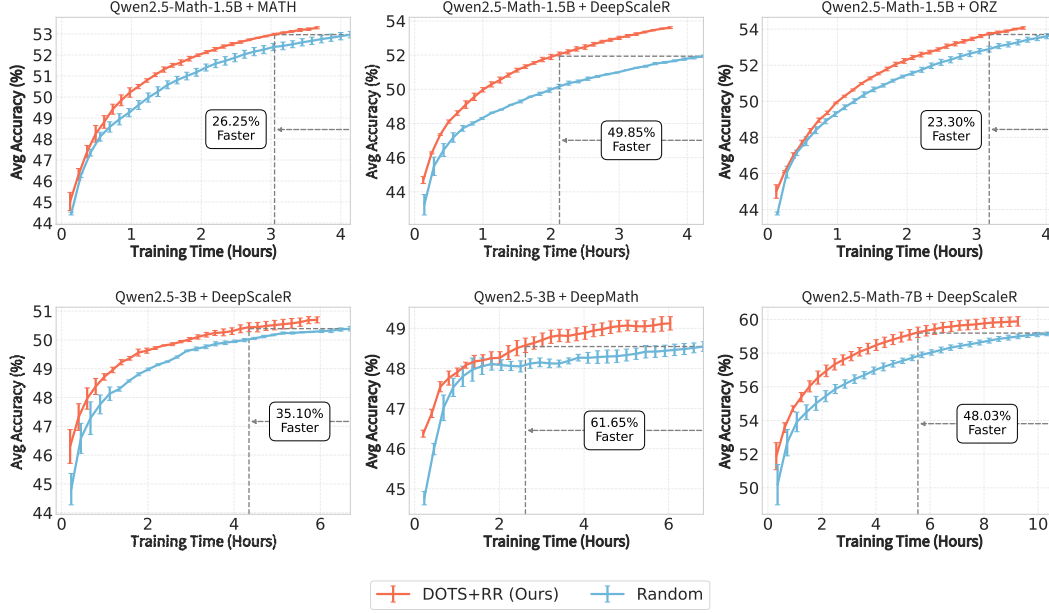 Qwen2.5-Math-1.5B + MATH
Avg Accuracy (%)
53
52
51
50
49
48
47
46
45
44
26.25%
Faster
0 1 2 3 4
Training Time (Hours)
Qwen2.5-Math-1.5B + DeepScaleR
Avg Accuracy (%)
54
52
50
48
46
44
49.85%
Faster
0 1 2 3 4
Training Time (Hours)
Qwen2.5-Math-1.5B + ORZ
Avg Accuracy (%)
54
52
50
48
46
44
23.30%
Faster
0 1 2 3 4
Training Time (Hours)
Qwen2.5-3B + DeepScaleR
Avg Accuracy (%)
51
50
49
48
47
46
45
44
35.10%
Faster
0 2 4 6
Training Time (Hours)
Qwen2.5-3B + DeepMath
Avg Accuracy (%)
49
48
47
46
45
61.65%
Faster
0 2 4 6
Training Time (Hours)
Qwen2.5-Math-7B + DeepScaleR
Avg Accuracy (%)
60
58
56
54
52
50
48.03%
Faster
0 2 4 6 8 10
Training Time (Hours)
DOTS+RR (Ours) Random